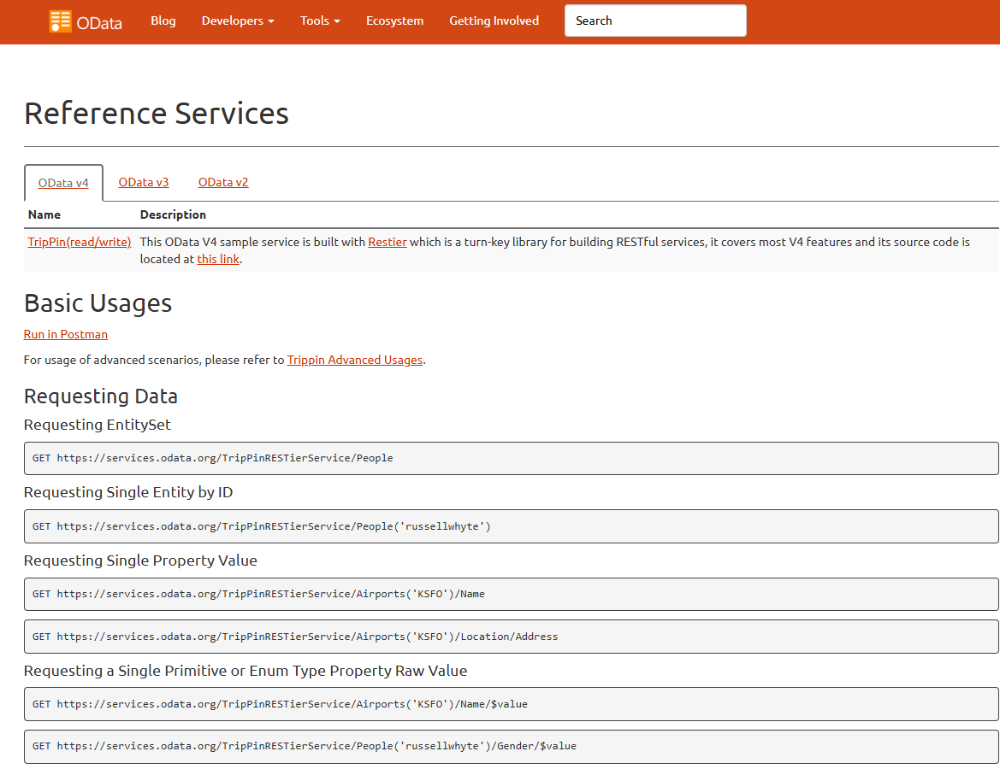 OData Blog Developers Tools Ecosystem Getting Involved Search
Reference Services
OData v4 OData v3 OData v2
Name Description
TripPin(read/write) This OData V4 sample service is built with Restier which is a turn-key library for building RESTful services, it covers most V4 features and its source code is
located at this link.
Basic Usages
Run in Postman
For usage of advanced scenarios, please refer to Trippin Advanced Usages.
Requesting Data
Requesting EntitySet
GET https://services.odata.org/TripPinRESTierService/People
Requesting Single Entity by ID
GET https://services.odata.org/TripPinRESTierService/People('russellwhyte')
Requesting Single Property Value
GET https://services.odata.org/TripPinRESTierService/Airports('KSFO')/Name
GET https://services.odata.org/TripPinRESTierService/Airports('KSFO')/Location/Address
Requesting a Single Primitive or Enum Type Property Raw Value
GET https://services.odata.org/TripPinRESTierService/Airports('KSFO')/Name/$value
GET https://services.odata.org/TripPinRESTierService/People('russellwhyte')/Gender/$value